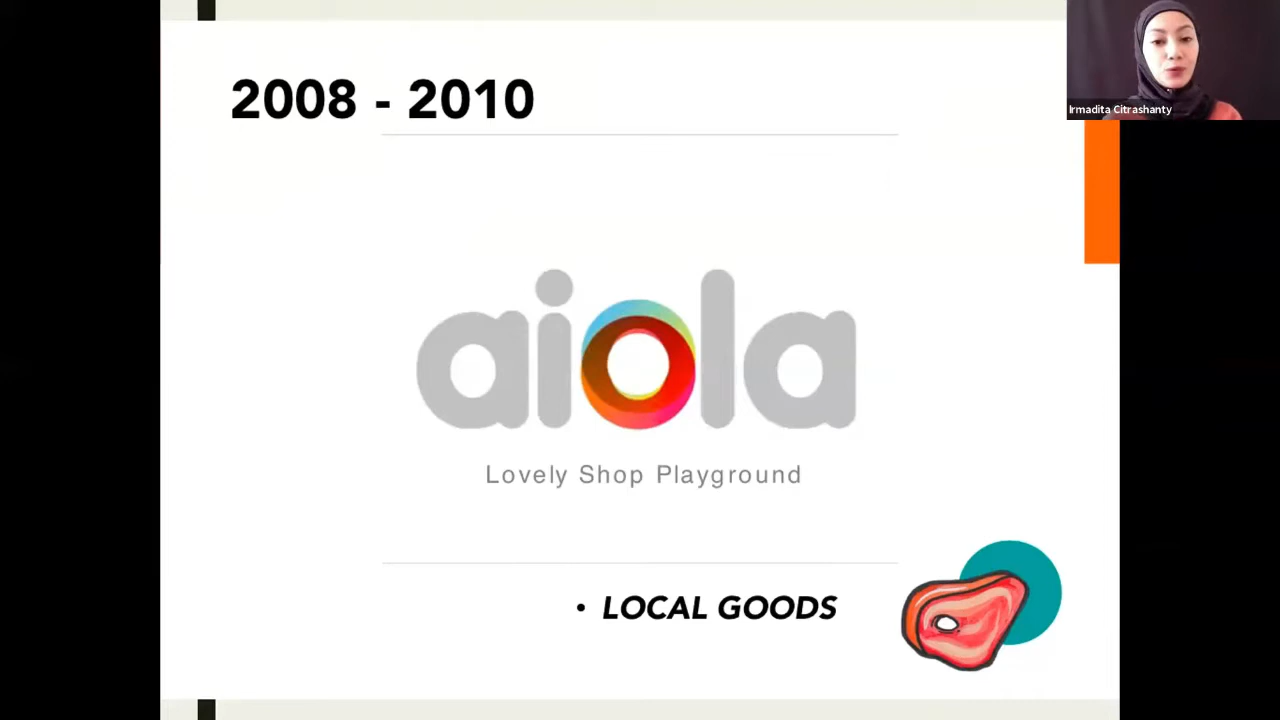 2008 - 2010
Irmadita Citrashanty
aiola
Lovely Shop Playground
• LOCAL GOODS